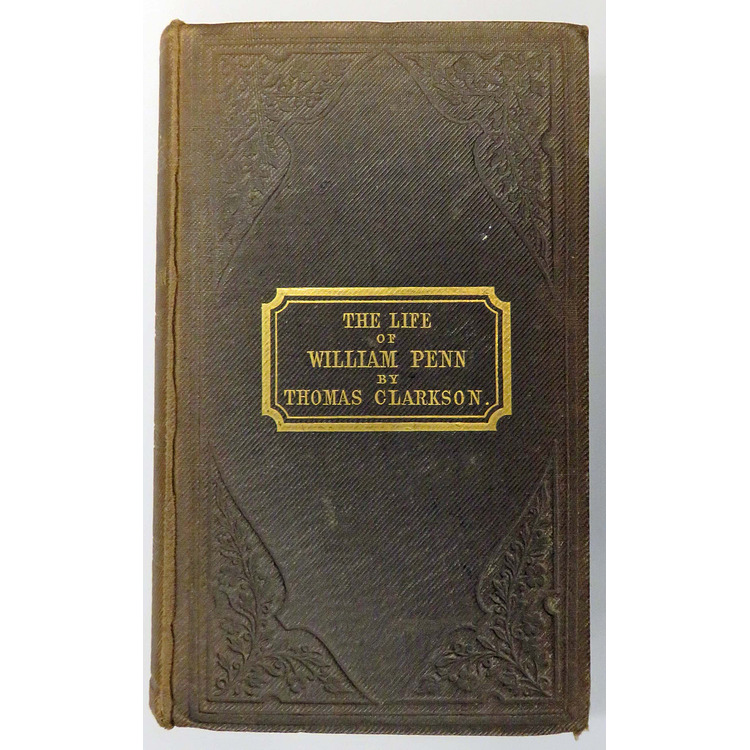 THE LIFE
OF
WILLIAM PENN
BY
THOMAS CLARKSON.